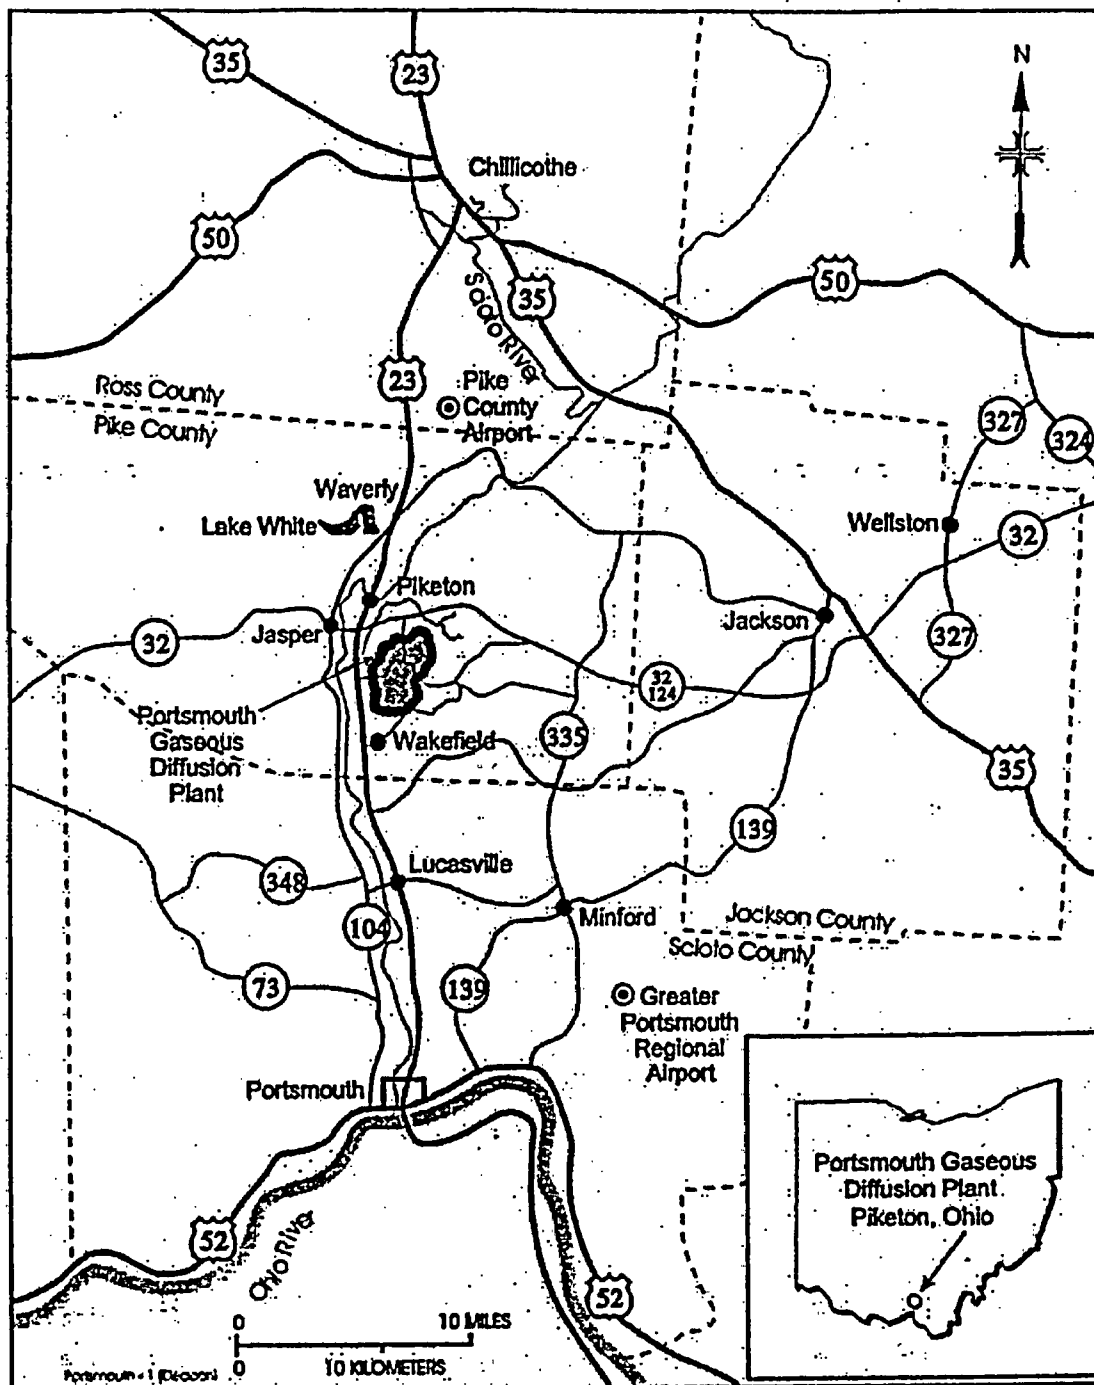 35
23
N
Chillicothe
50
Scioto River
35
50
23
Ross County
Pike County
Pike
County
Airport
327
324
Waverly
Lake White
Wellston
32
Piketon
Jasper
32
Jackson
327
32
124
Portsmouth
Gaseous
Diffusion
Plant
Wakefield
335
35
139
Lucasville
348
104
Minford
Jackson County
Scioto County
73
139
Greater
Portsmouth
Regional
Airport
Portsmouth
Portsmouth Gaseous
Diffusion Plant
Piketon, Ohio
52
Ohio River
52
0 10 MILES
0 10 KILOMETERS